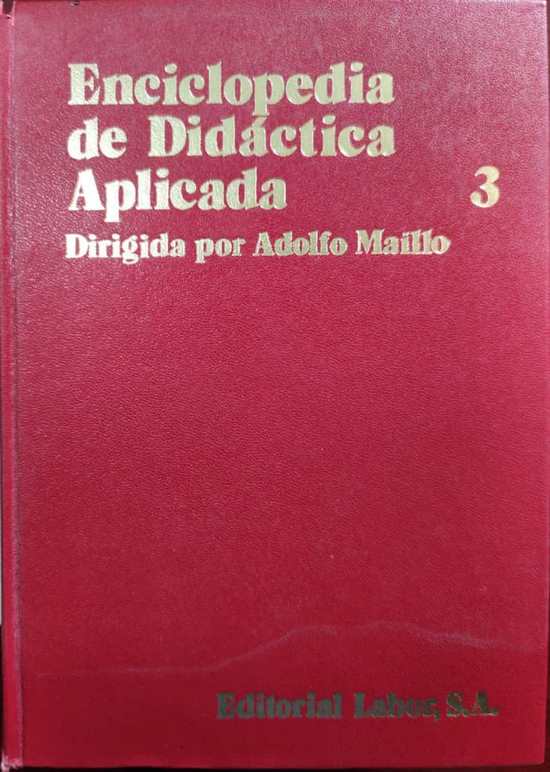 Enciclopedia
de Didáctica
Aplicada 3
Dirigida por Adolfo Maíllo
Editorial Labor, S.A.